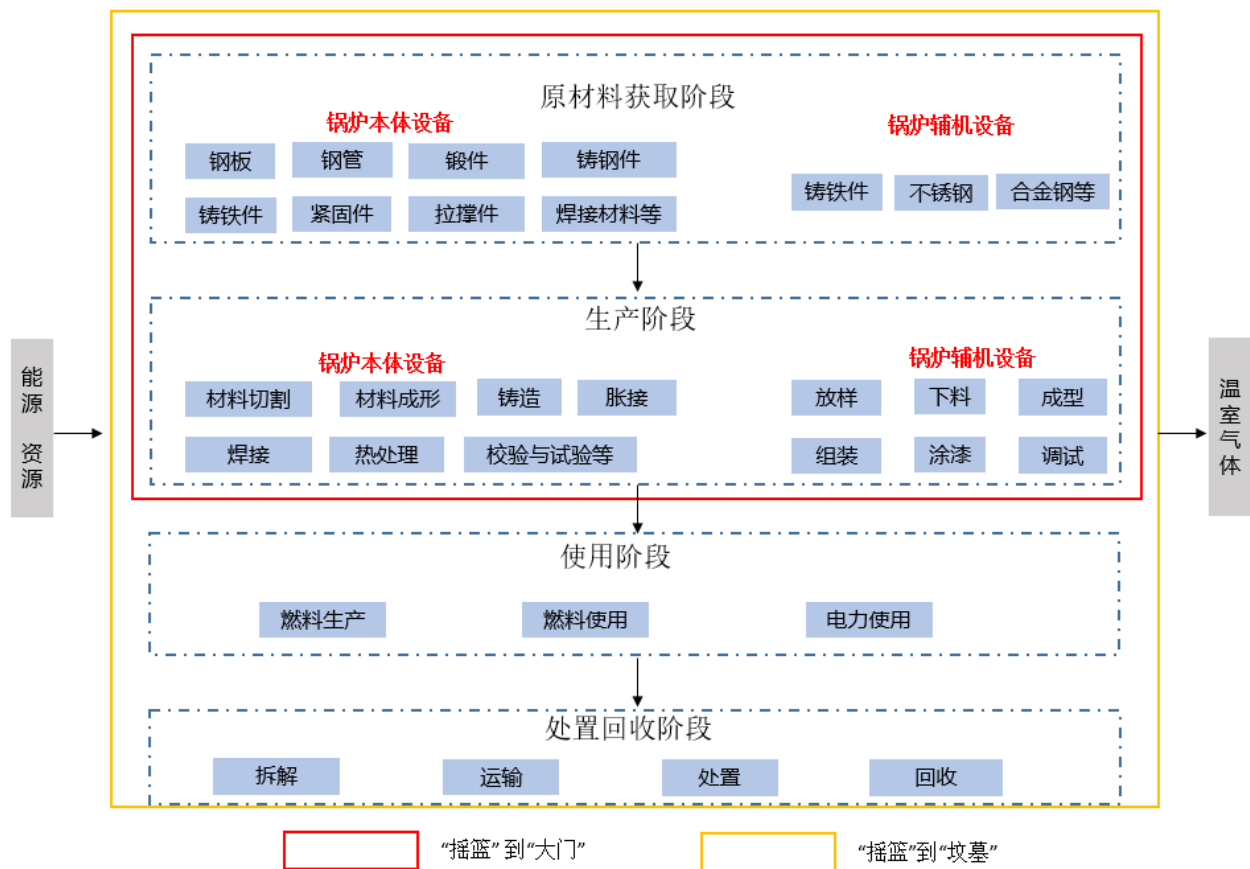 原材料获取阶段
锅炉本体设备
锅炉辅机设备
钢板
钢管
锻件
铸钢件
铸铁件
紧固件
拉撑件
焊接材料等
铸铁件
不锈钢
合金钢等
生产阶段
锅炉本体设备
锅炉辅机设备
材料切割
材料成形
铸造
胀接
焊接
热处理
校验与试验等
放样
下料
成型
组装
涂漆
调试
能源 资源
温室气体
使用阶段
燃料生产
燃料使用
电力使用
处置回收阶段
拆解
运输
处置
回收
“摇篮” 到“大门”
“摇篮”到“坟墓”